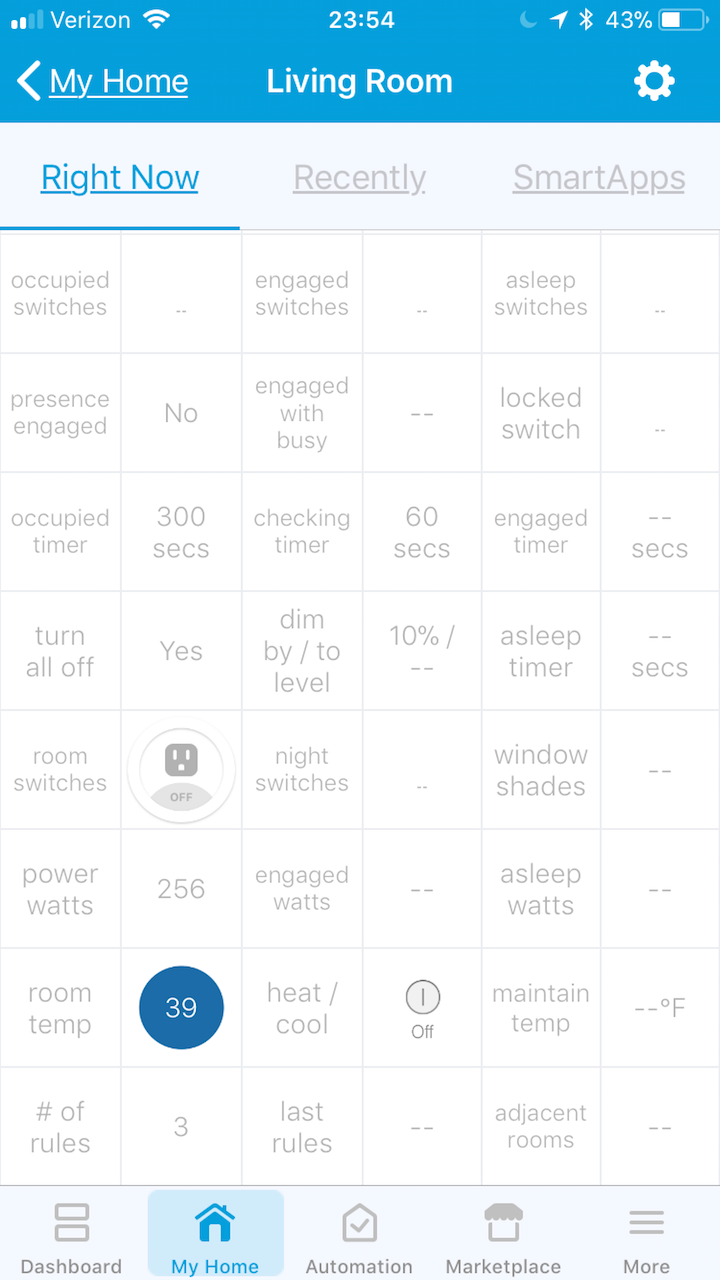 Verizon 23:54 43%
My Home Living Room
Right Now Recently SmartApps
occupied switches -- engaged switches -- asleep switches --
presence engaged No engaged with busy -- locked switch --
occupied timer 300 secs checking timer 60 secs engaged timer -- secs
turn all off Yes dim by / to level 10% / -- asleep timer -- secs
room switches OFF night switches -- window shades --
power watts 256 engaged watts -- asleep watts --
room temp 39 heat / cool Off maintain temp --°F
# of rules 3 last rules -- adjacent rooms --
Dashboard My Home Automation Marketplace More